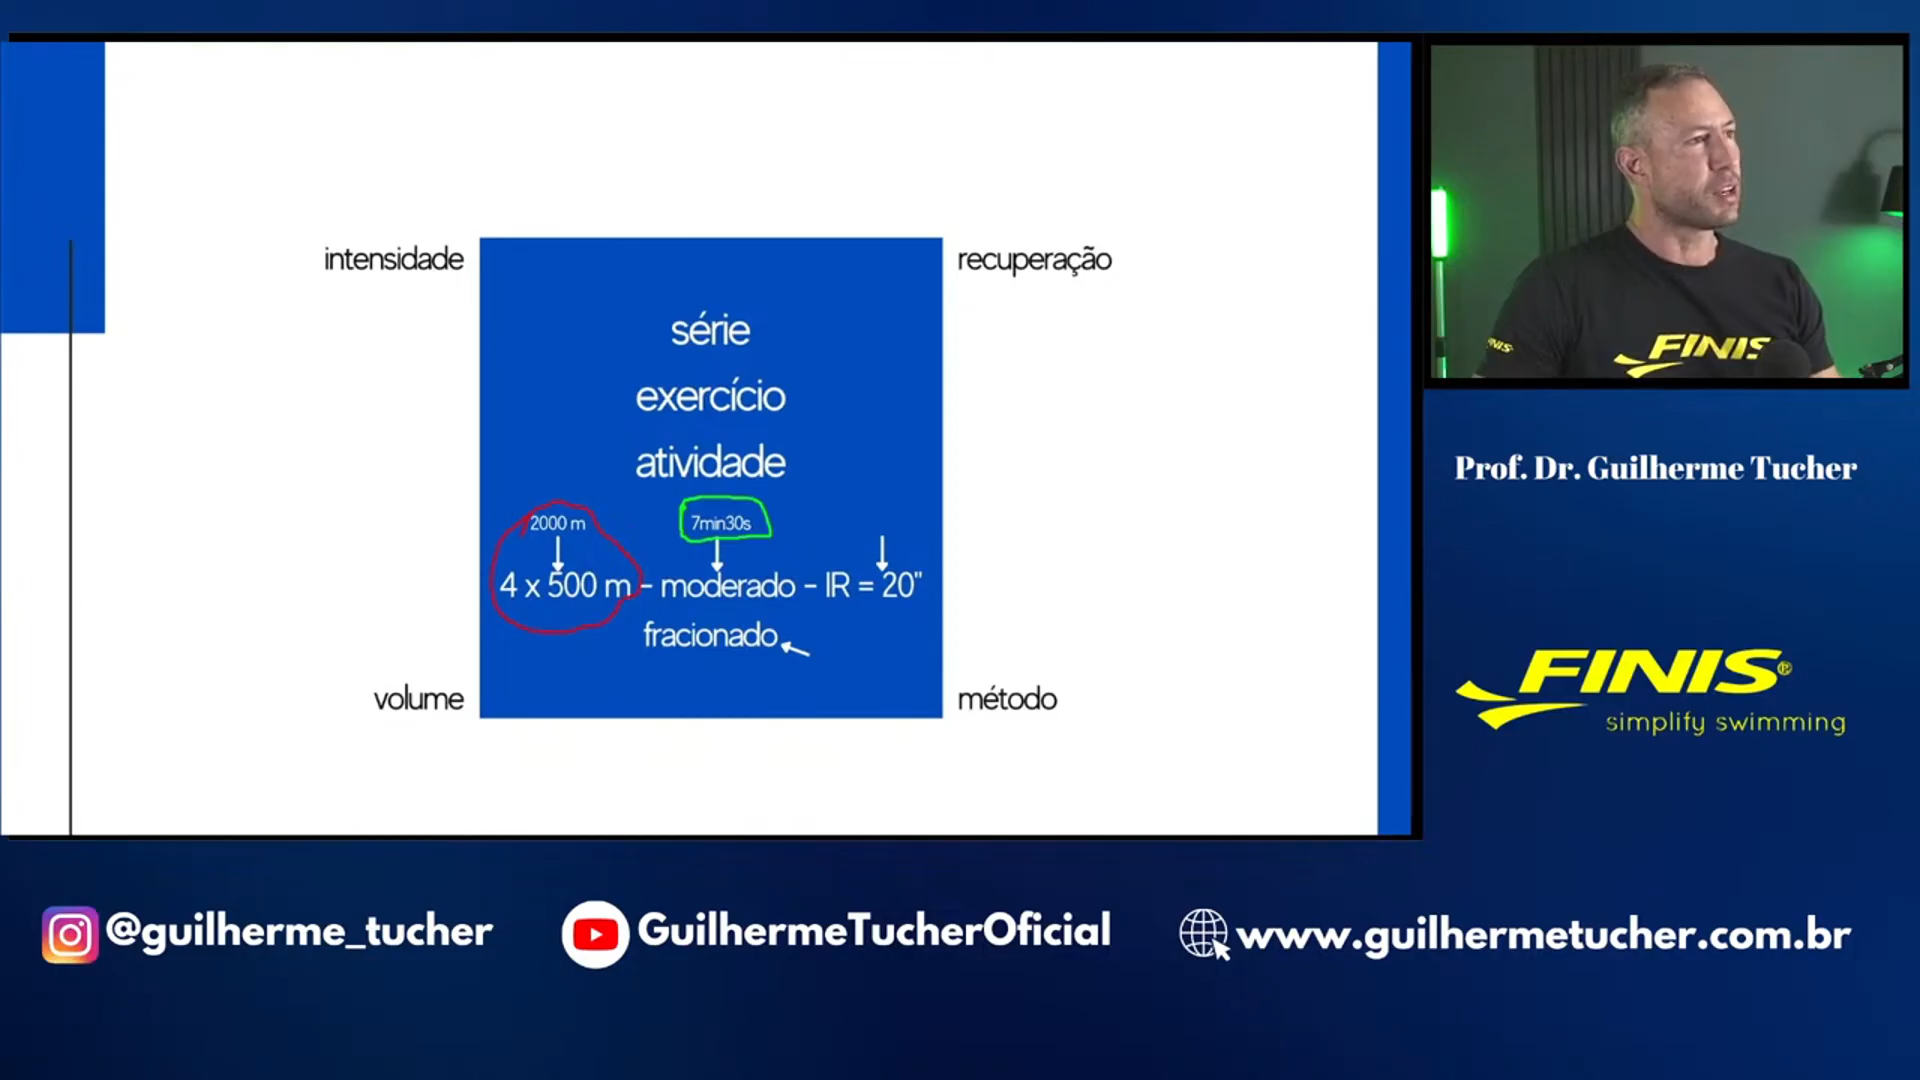 intensidade
recuperação
série
exercício
atividade
2000 m
7min30s
4 x 500 m - moderado - IR = 20"
fracionado
volume
método
FINIS
FINIS
Prof. Dr. Guilherme Tucher
FINIS®
simplify swimming
@guilherme_tucher
GuilhermeTucherOficial
www.guilhermetucher.com.br